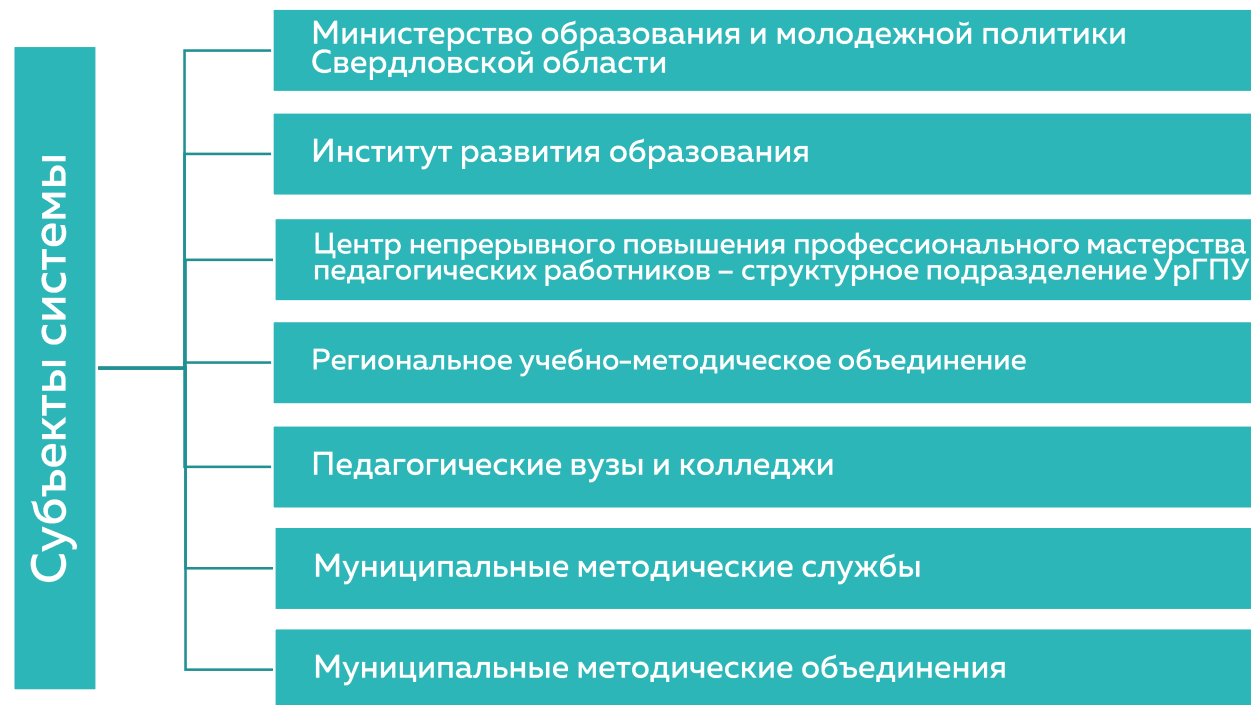 Субъекты системы
Министерство образования и молодежной политики
Свердловской области
Институт развития образования
Центр непрерывного повышения профессионального мастерства
педагогических работников – структурное подразделение УрГПУ
Региональное учебно-методическое объединение
Педагогические вузы и колледжи
Муниципальные методические службы
Муниципальные методические объединения